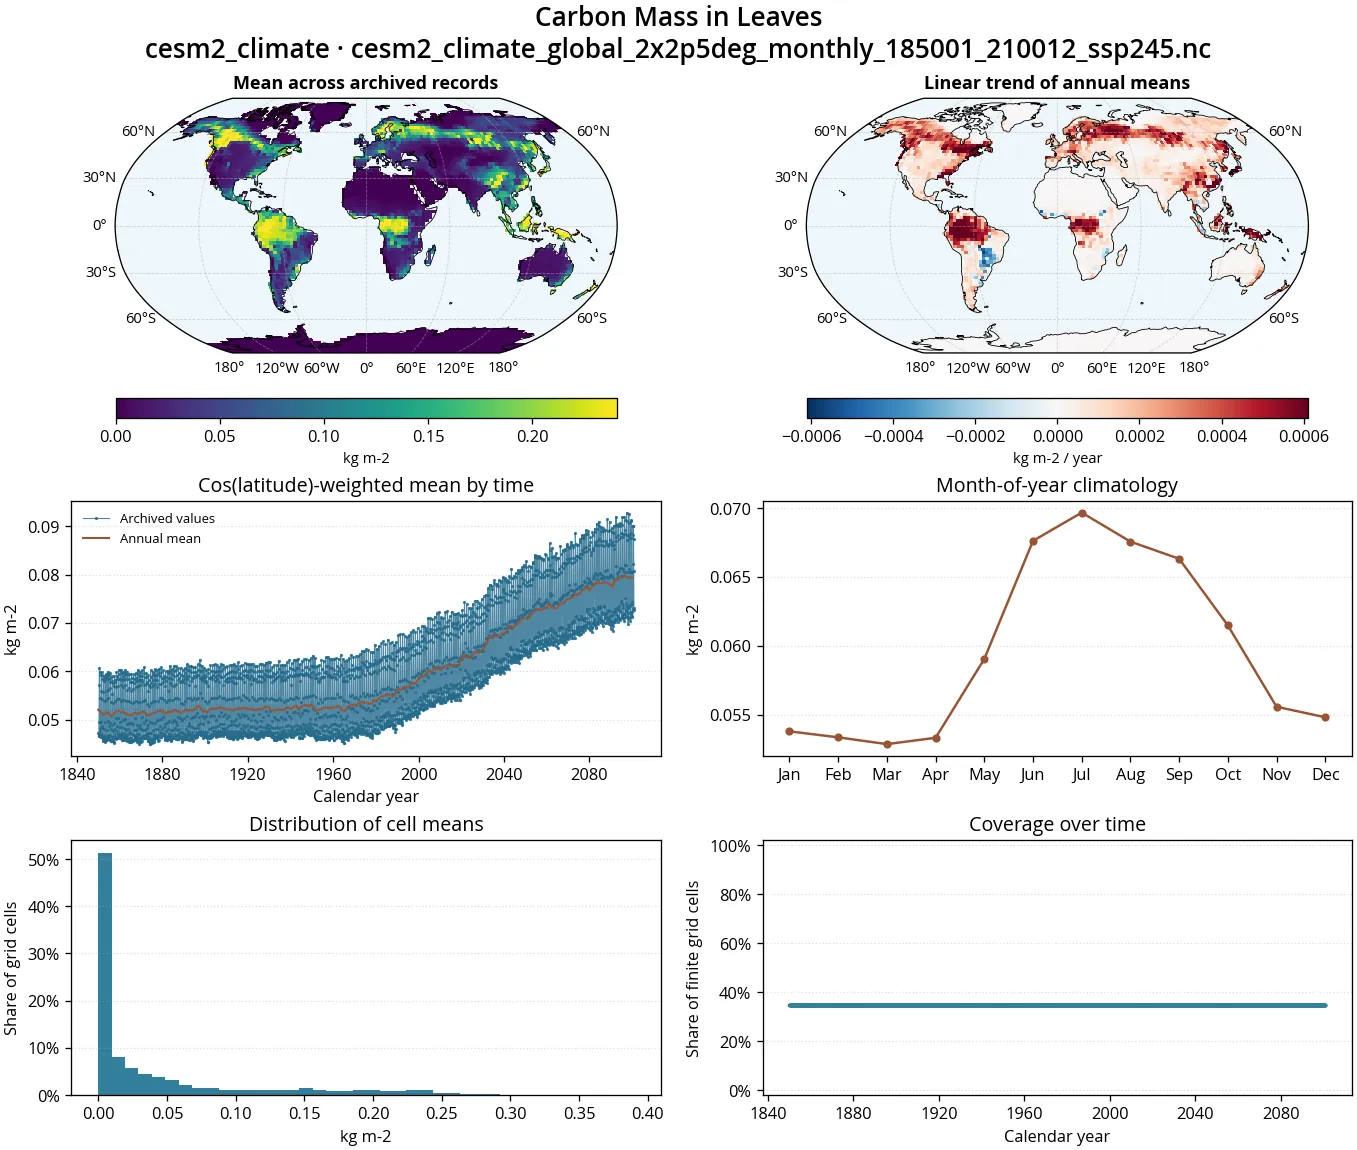 Carbon Mass in Leaves
cesm2_climate · cesm2_climate_global_2x2p5deg_monthly_185001_210012_ssp245.nc
Mean across archived records
60°N
60°N
30°N
0°
30°S
60°S
60°S
180° 120°W 60°W 0° 60°E 120°E 180°
0.00 0.05 0.10 0.15 0.20
kg m-2
Linear trend of annual means
60°N
60°N
30°N
0°
30°S
60°S
60°S
180° 120°W 60°W 0° 60°E 120°E 180°
−0.0006 −0.0004 −0.0002 0.0000 0.0002 0.0004 0.0006
kg m-2 / year
Cos(latitude)-weighted mean by time
Archived values
Annual mean
kg m-2
0.09
0.08
0.07
0.06
0.05
1840 1880 1920 1960 2000 2040 2080
Calendar year
Month-of-year climatology
kg m-2
0.070
0.065
0.060
0.055
Jan Feb Mar Apr May Jun Jul Aug Sep Oct Nov Dec
Distribution of cell means
Share of grid cells
50%
40%
30%
20%
10%
0%
0.00 0.05 0.10 0.15 0.20 0.25 0.30 0.35 0.40
kg m-2
Coverage over time
Share of finite grid cells
100%
80%
60%
40%
20%
0%
1840 1880 1920 1960 2000 2040 2080
Calendar year